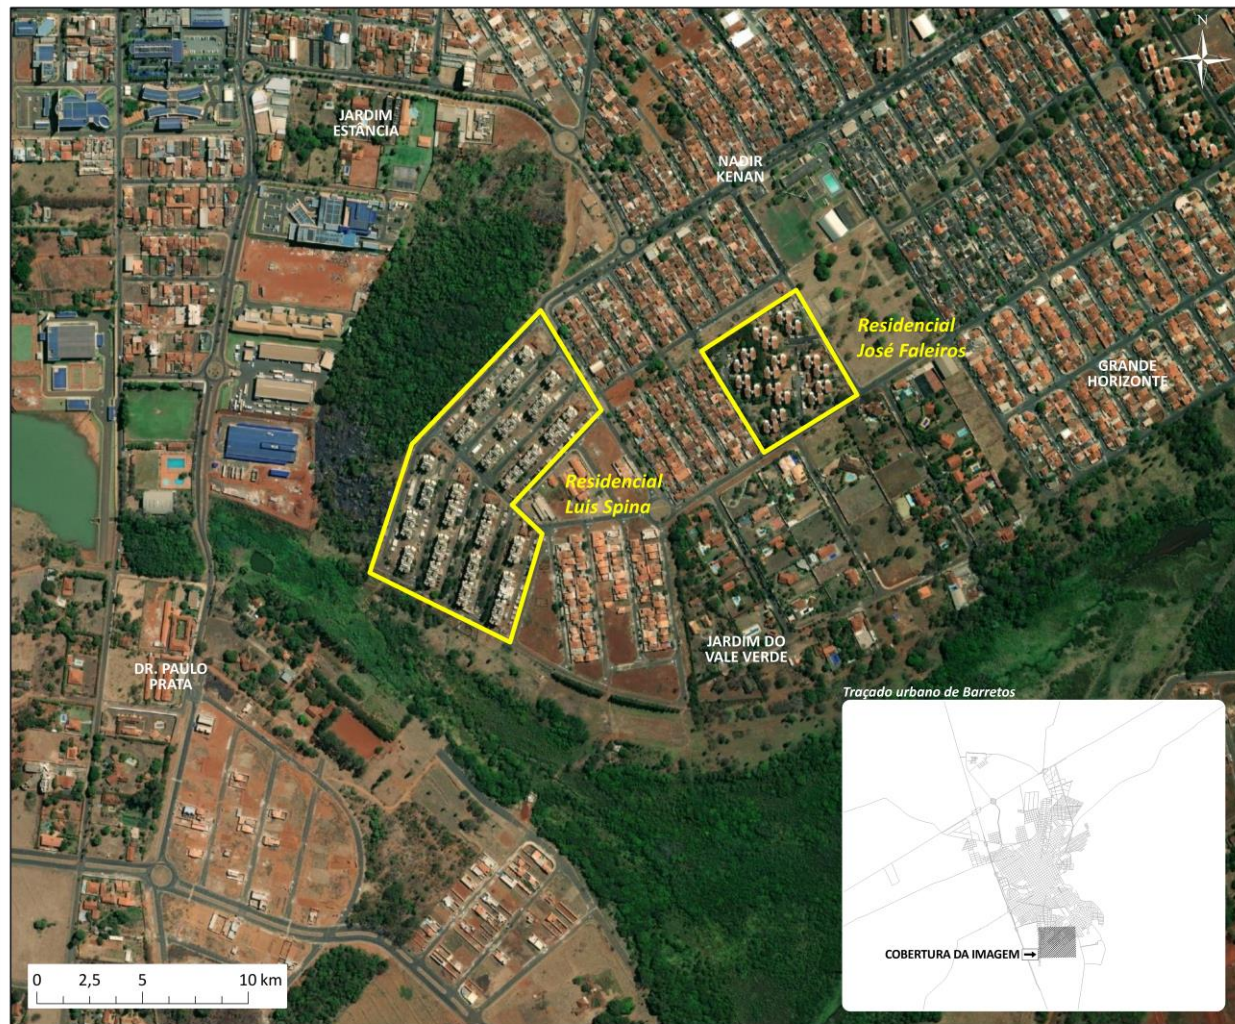 N
JARDIM
ESTÂNCIA
NADIR
KENAN
Residencial
José Faleiros
GRANDE
HORIZONTE
Residencial
Luis Spina
JARDIM DO
VALE VERDE
DR. PAULO
PRATA
Traçado urbano de Barretos
COBERTURA DA IMAGEM
0 2,5 5 10 km